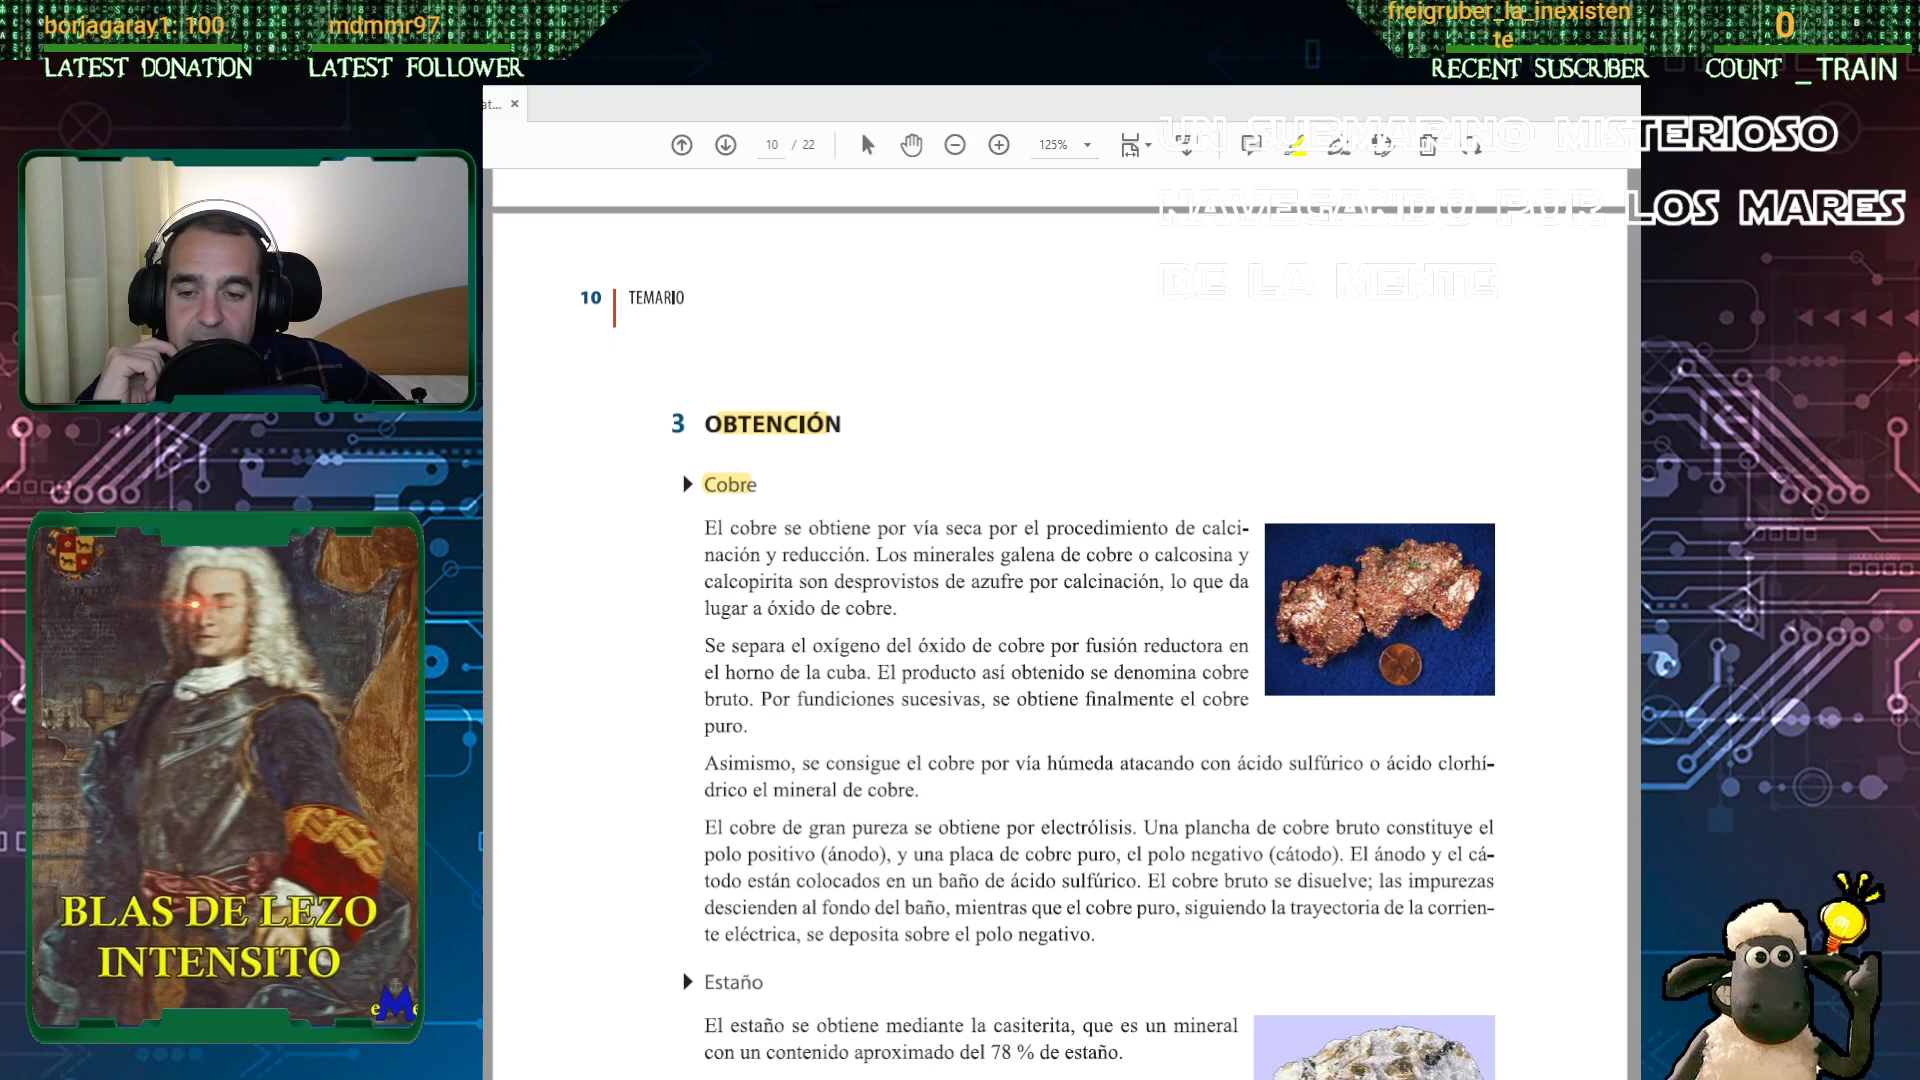 borjagaray1: 100
mdmmr97
freigruber_la_inexisten
te
0
LATEST DONATION
LATEST FOLLOWER
RECENT SUSCRIBER
COUNT _TRAIN
at... ×
10 / 22
125%
UN SUBMARINO MISTERIOSO
NAVEGANDO POR LOS MARES
DE LA MENTE
10 TEMARIO
3 OBTENCIÓN
Cobre
El cobre se obtiene por vía seca por el procedimiento de calci-
nación y reducción. Los minerales galena de cobre o calcosina y
calcopirita son desprovistos de azufre por calcinación, lo que da
lugar a óxido de cobre.
Se separa el oxígeno del óxido de cobre por fusión reductora en
el horno de la cuba. El producto así obtenido se denomina cobre
bruto. Por fundiciones sucesivas, se obtiene finalmente el cobre
puro.
Asimismo, se consigue el cobre por vía húmeda atacando con ácido sulfúrico o ácido clorhí-
drico el mineral de cobre.
El cobre de gran pureza se obtiene por electrólisis. Una plancha de cobre bruto constituye el
polo positivo (ánodo), y una placa de cobre puro, el polo negativo (cátodo). El ánodo y el cá-
todo están colocados en un baño de ácido sulfúrico. El cobre bruto se disuelve; las impurezas
descienden al fondo del baño, mientras que el cobre puro, siguiendo la trayectoria de la corrien-
te eléctrica, se deposita sobre el polo negativo.
Estaño
El estaño se obtiene mediante la casiterita, que es un mineral
con un contenido aproximado del 78 % de estaño.
BLAS DE LEZO
INTENSITO
eMe